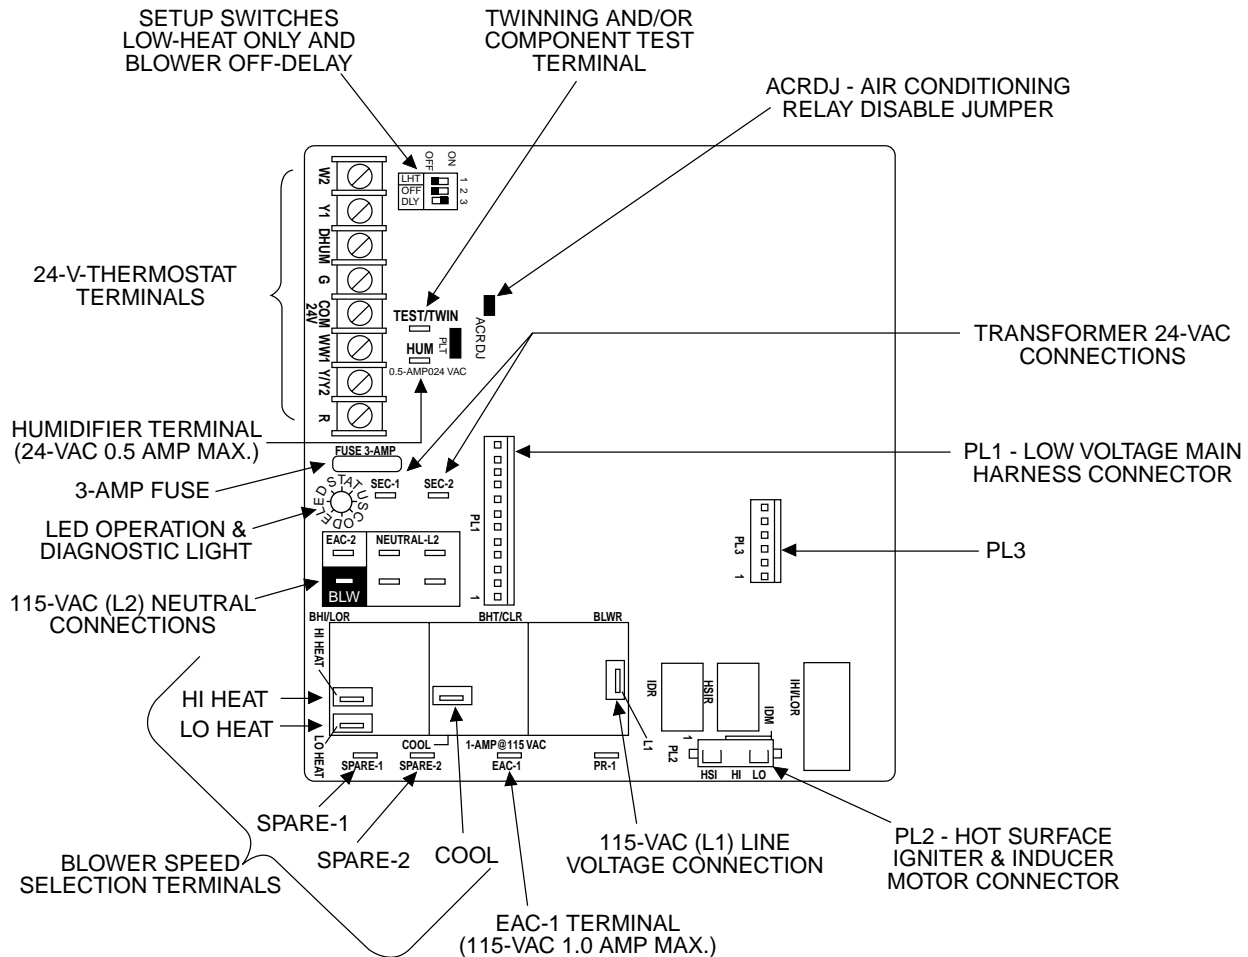 SETUP SWITCHES
LOW-HEAT ONLY AND
BLOWER OFF-DELAY
TWINNING AND/OR
COMPONENT TEST
TERMINAL
ACRDJ - AIR CONDITIONING
RELAY DISABLE JUMPER
OFF
ON
LHT
OFF
DLY
1
2
3
W2
Y1
DHUM
G
COM
24V
W/W1
Y/Y2
R
24-V-THERMOSTAT
TERMINALS
TEST/TWIN
HUM
0.5-AMP024 VAC
PLT
ACRDJ
TRANSFORMER 24-VAC
CONNECTIONS
HUMIDIFIER TERMINAL
(24-VAC 0.5 AMP MAX.)
FUSE 3-AMP
3-AMP FUSE
PL1 - LOW VOLTAGE MAIN
HARNESS CONNECTOR
SEC-1
SEC-2
LED STATUS CODE
LED OPERATION &
DIAGNOSTIC LIGHT
EAC-2
NEUTRAL-L2
BLW
PL1
1
PL3
1
PL3
115-VAC (L2) NEUTRAL
CONNECTIONS
BHI/LOR
BHT/CLR
BLWR
HI HEAT
LO HEAT
HI HEAT
LO HEAT
IDR
HSIR
IDM
IHI/LOR
L1
PL2
1
HSI
HI
LO
COOL
1-AMP@115 VAC
SPARE-1
SPARE-2
EAC-1
PR-1
SPARE-1
SPARE-2
COOL
BLOWER SPEED
SELECTION TERMINALS
115-VAC (L1) LINE
VOLTAGE CONNECTION
PL2 - HOT SURFACE
IGNITER & INDUCER
MOTOR CONNECTOR
EAC-1 TERMINAL
(115-VAC 1.0 AMP MAX.)